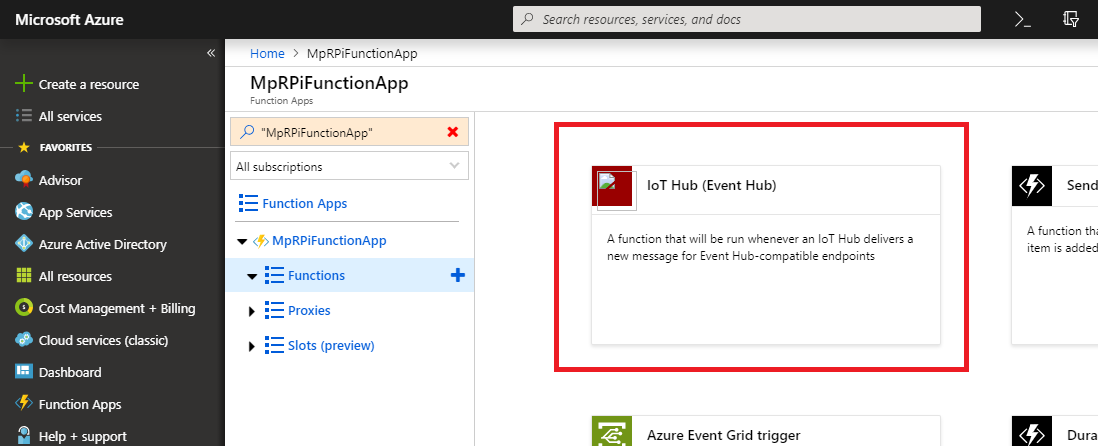 Microsoft Azure
Search resources, services, and docs
Create a resource
All services
FAVORITES
Advisor
App Services
Azure Active Directory
All resources
Cost Management + Billing
Cloud services (classic)
Dashboard
Function Apps
Help + support
Home > MpRPiFunctionApp
MpRPiFunctionApp
Function Apps
"MpRPiFunctionApp"
All subscriptions
Function Apps
MpRPiFunctionApp
Functions
Proxies
Slots (preview)
IoT Hub (Event Hub)
A function that will be run whenever an IoT Hub delivers a
new message for Event Hub-compatible endpoints
Send
A function tha
item is added
Azure Event Grid trigger
Dura